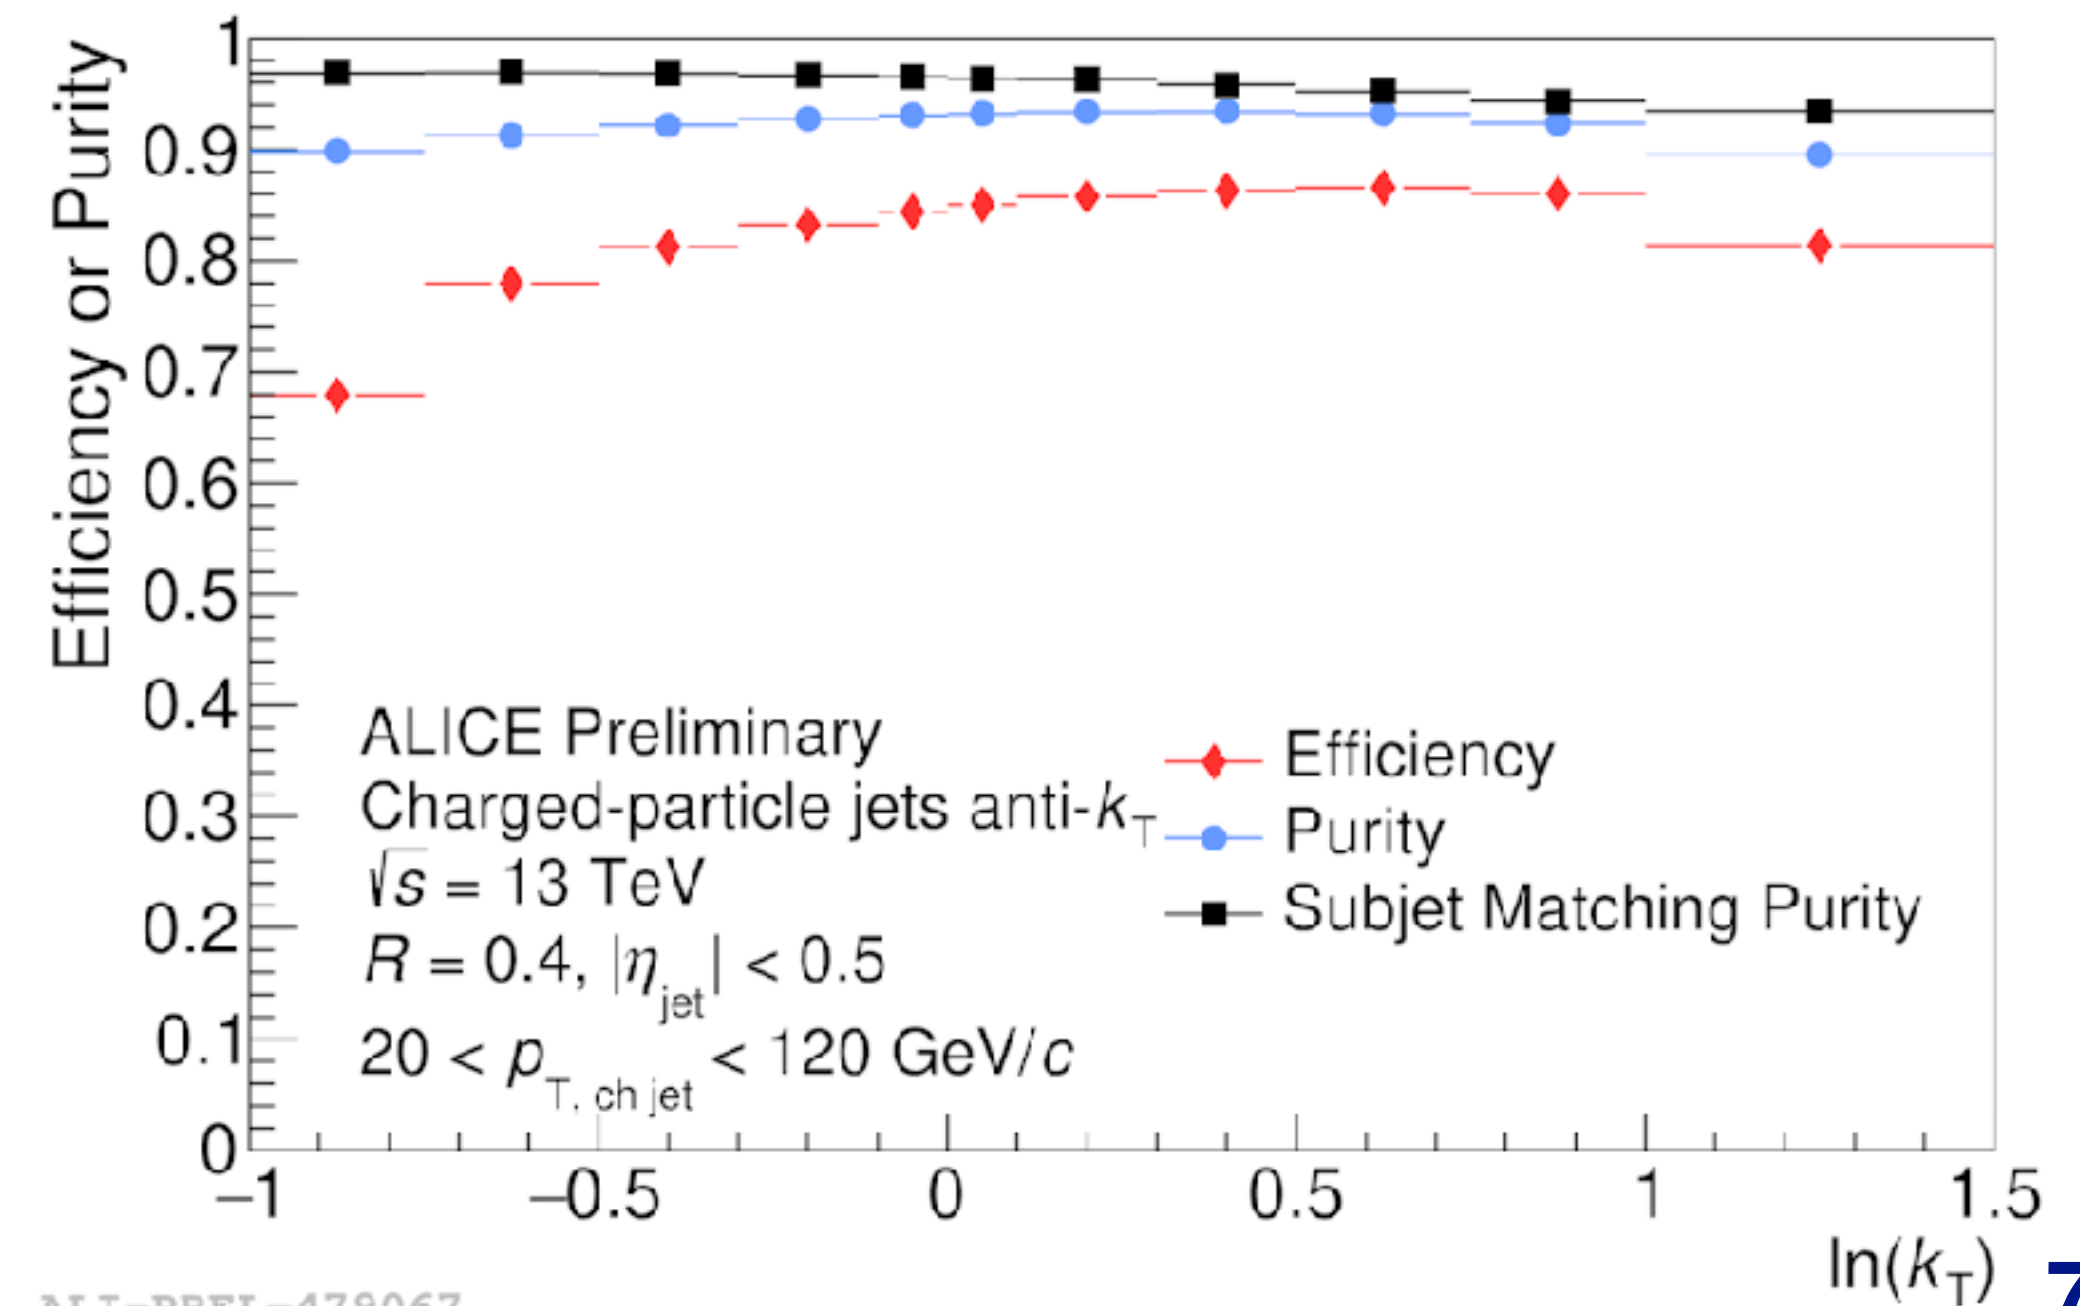 Efficiency or Purity
1
0.9
0.8
0.7
0.6
0.5
0.4
0.3
0.2
0.1
0
ALICE Preliminary
Charged-particle jets anti-kT
√s = 13 TeV
R = 0.4, |ηjet| < 0.5
20 < pT, ch jet < 120 GeV/c
Efficiency
Purity
Subjet Matching Purity
−1 −0.5 0 0.5 1 1.5
ln(kT)
7